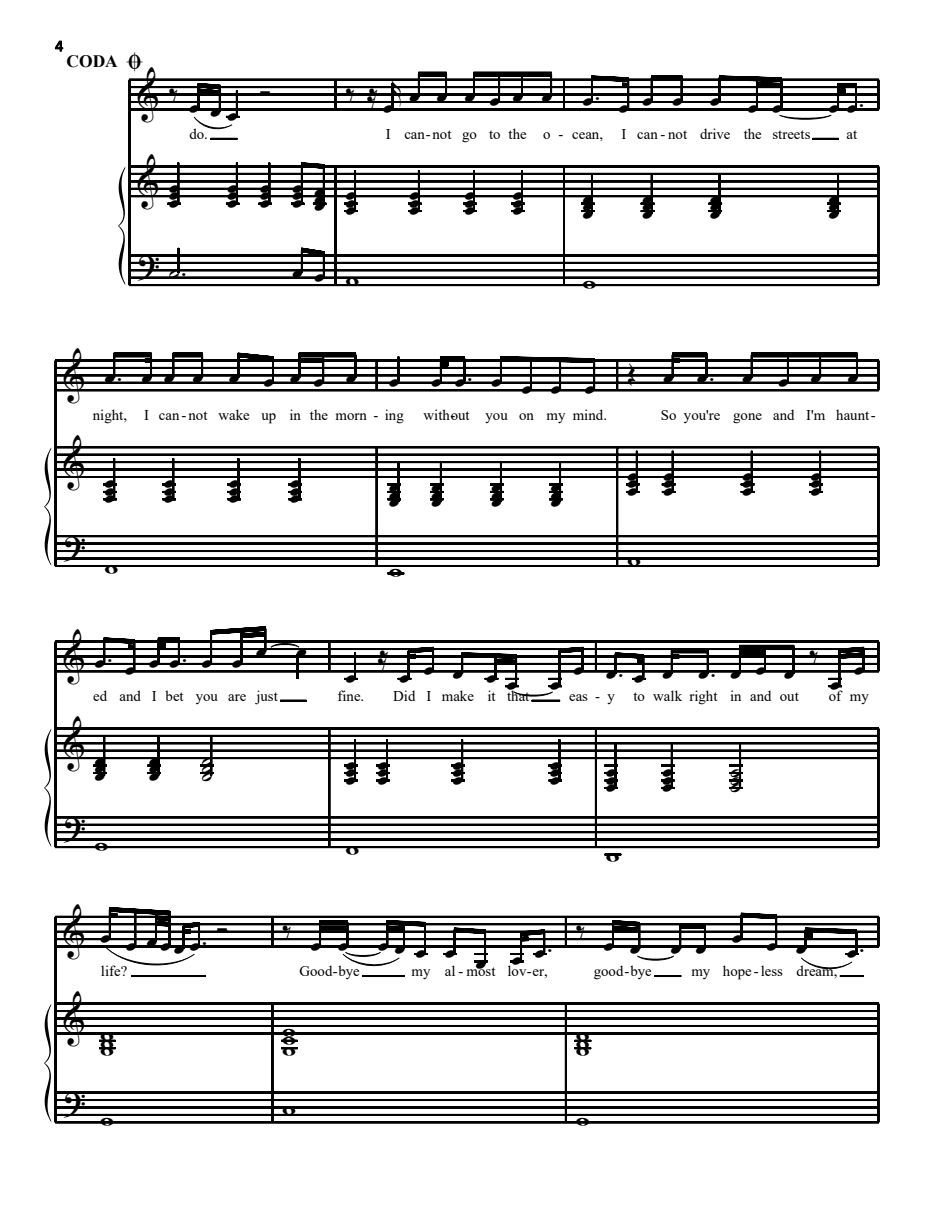 4
CODA
do. I can-not go to the o - cean, I can-not drive the streets at
night, I can-not wake up in the morn - ing with-out you on my mind. So you're gone and I'm haunt-
ed and I bet you are just fine. Did I make it that eas - y to walk right in and out of my
life? Good-bye my al-most lov-er, good-bye my hope-less dream,